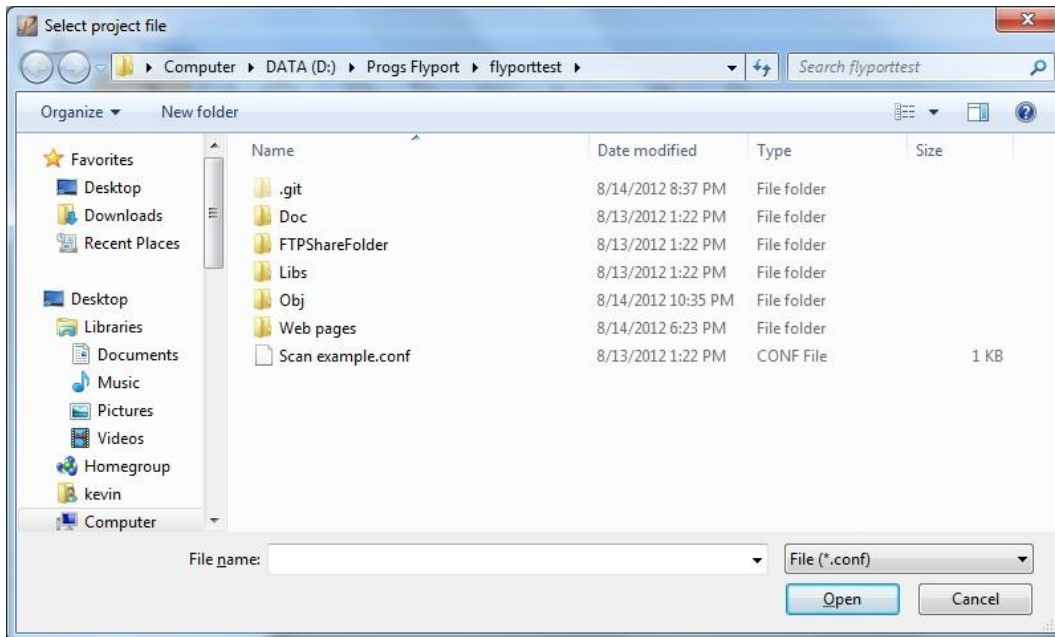 Select project file
Computer DATA (D:) Progs Flyport flyporttest Search flyporttest
Organize New folder
Name Date modified Type Size
Favorites
Desktop
Downloads
Recent Places
Desktop
Libraries
Documents
Music
Pictures
Videos
Homegroup
kevin
Computer
.git 8/14/2012 8:37 PM File folder
Doc 8/13/2012 1:22 PM File folder
FTPShareFolder 8/13/2012 1:22 PM File folder
Libs 8/13/2012 1:22 PM File folder
Obj 8/14/2012 10:35 PM File folder
Web pages 8/14/2012 6:23 PM File folder
Scan example.conf 8/13/2012 1:22 PM CONF File 1 KB
File name: File (*.conf)
Open Cancel